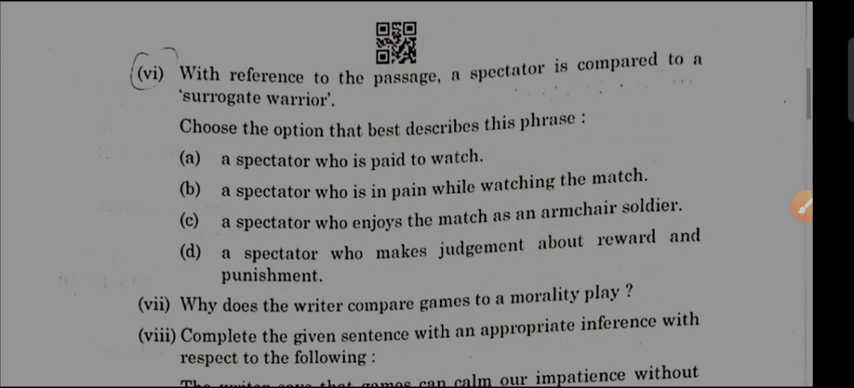 (vi) With reference to the passage, a spectator is compared to a
'surrogate warrior'.
Choose the option that best describes this phrase :
(a) a spectator who is paid to watch.
(b) a spectator who is in pain while watching the match.
(c) a spectator who enjoys the match as an armchair soldier.
(d) a spectator who makes judgement about reward and
punishment.
(vii) Why does the writer compare games to a morality play ?
(viii) Complete the given sentence with an appropriate inference with
respect to the following :
The writer says that games can calm our impatience without